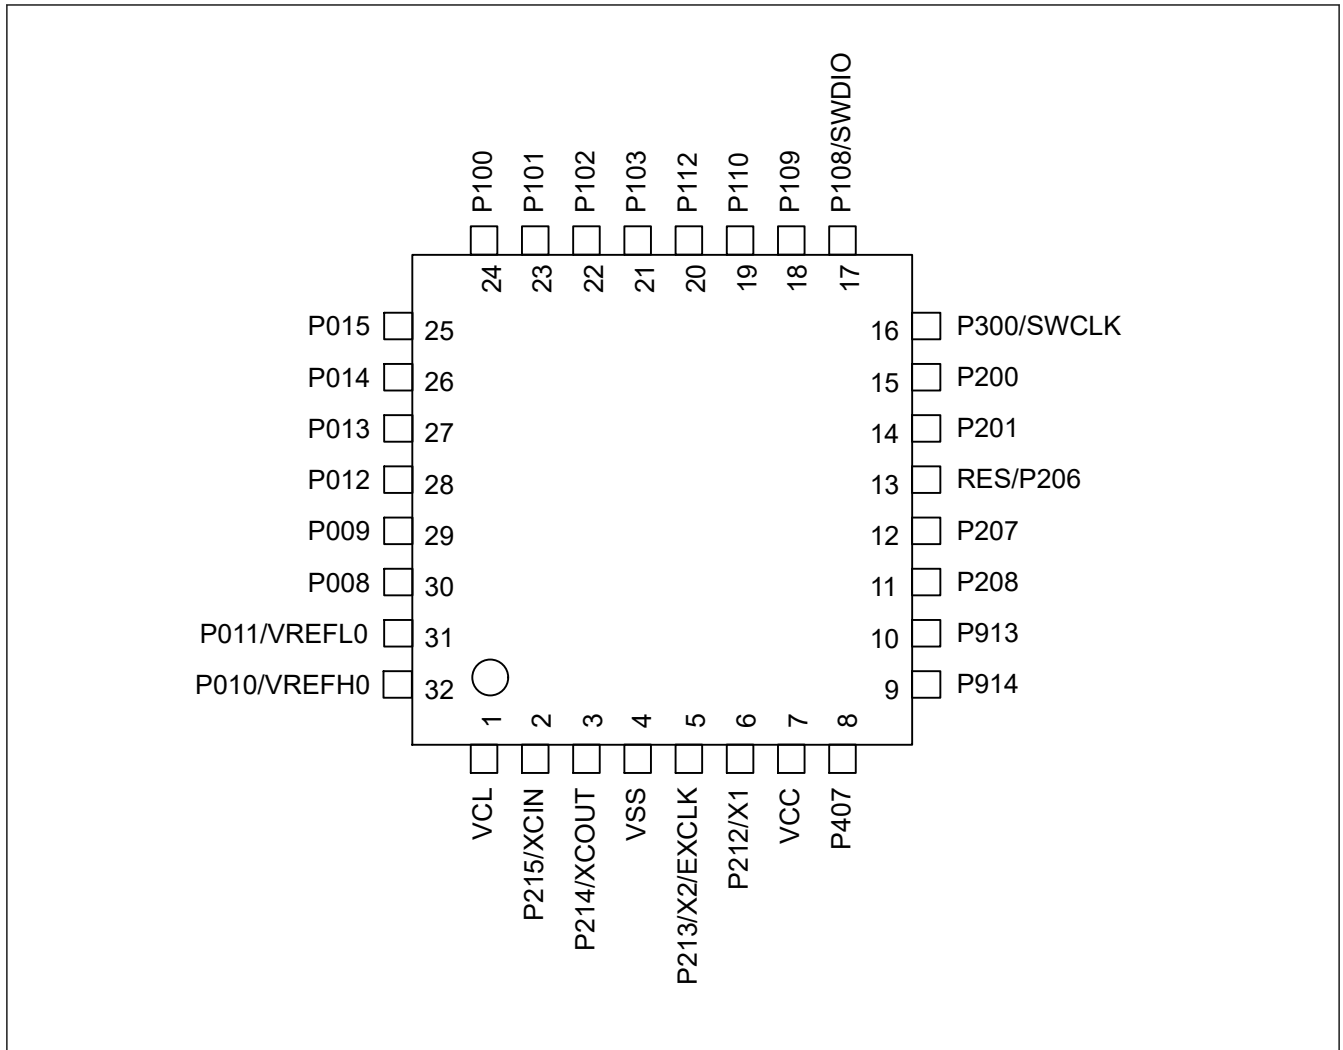 P100
P101
P102
P103
P112
P110
P109
P108/SWDIO
24
23
22
21
20
19
18
17
P015 25
P014 26
P013 27
P012 28
P009 29
P008 30
P011/VREFL0 31
P010/VREFH0 32
16 P300/SWCLK
15 P200
14 P201
13 RES/P206
12 P207
11 P208
10 P913
9 P914
1
2
3
4
5
6
7
8
VCL
P215/XCIN
P214/XCOUT
VSS
P213/X2/EXCLK
P212/X1
VCC
P407